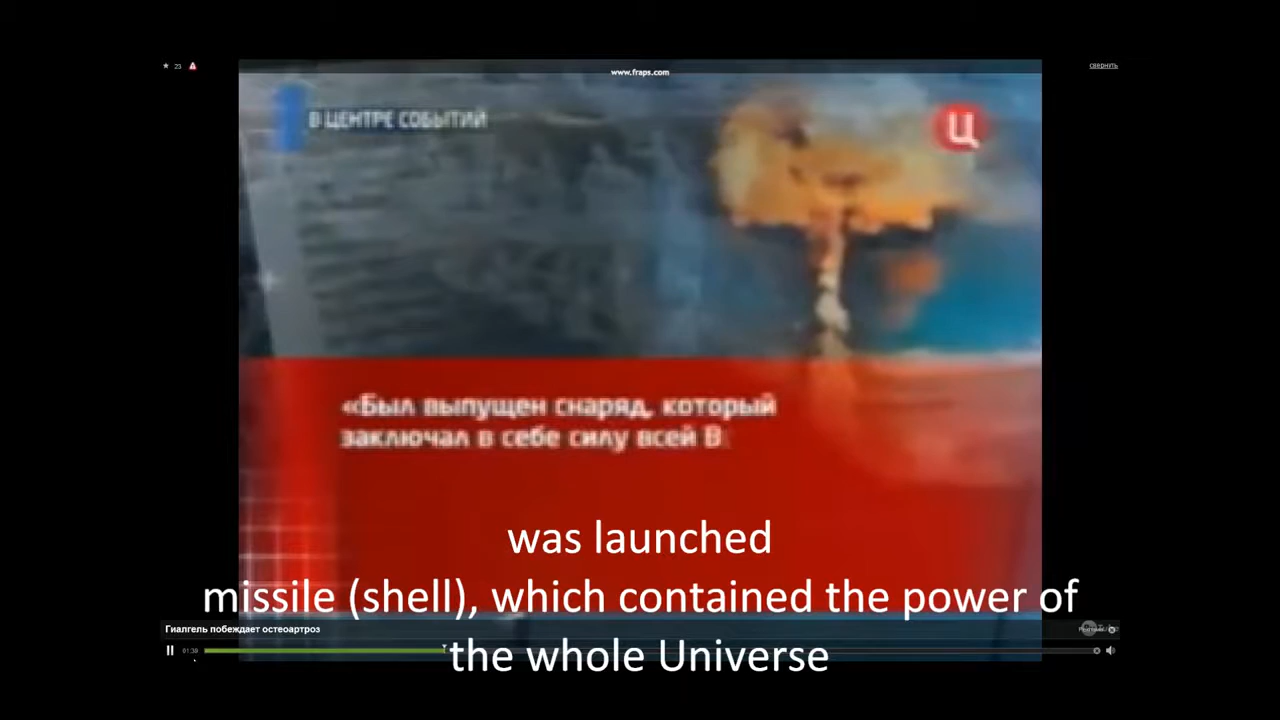 23
www.fraps.com
свернуть
В ЦЕНТРЕ СОБЫТИЙ
Ц
«Был выпущен снаряд, который
заключал в себе силу всей В
was launched
missile (shell), which contained the power of
the whole Universe
Гиалгель побеждает остеоартроз